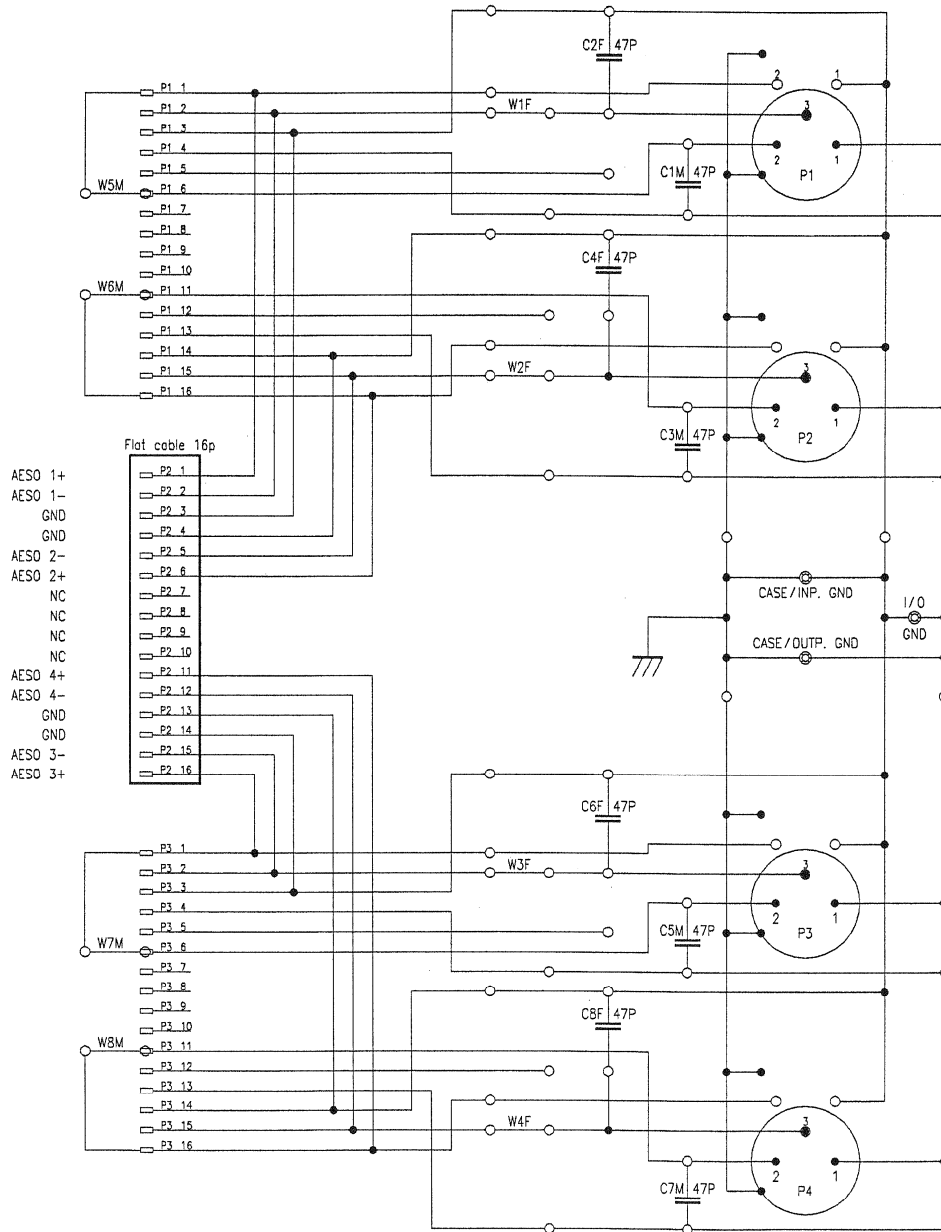 C2F 47P
2 1
P1 1
P1 2
W1F
3
P1 3
P1 4
2 1
P1 5
C1M 47P
P1
W5M
P1 6
P1 7
P1 8
P1 9
C4F 47P
P1 10
W6M
P1 11
P1 12
P1 13
P1 14
P1 15
W2F
3
P1 16
2 1
C3M 47P
P2
Flat cable 16p
AESO 1+
P2 1
AESO 1-
P2 2
GND
P2 3
GND
P2 4
AESO 2-
P2 5
AESO 2+
P2 6
NC
P2 7
CASE/INP. GND
I/O
NC
P2 8
GND
NC
P2 9
CASE/OUTP. GND
NC
P2 10
AESO 4+
P2 11
AESO 4-
P2 12
GND
P2 13
GND
P2 14
AESO 3-
P2 15
AESO 3+
P2 16
C6F 47P
P3 1
P3 2
W3F
3
P3 3
P3 4
2 1
P3 5
C5M 47P
P3
W7M
P3 6
P3 7
P3 8
P3 9
C8F 47P
P3 10
W8M
P3 11
P3 12
P3 13
P3 14
P3 15
W4F
3
P3 16
2 1
C7M 47P
P4